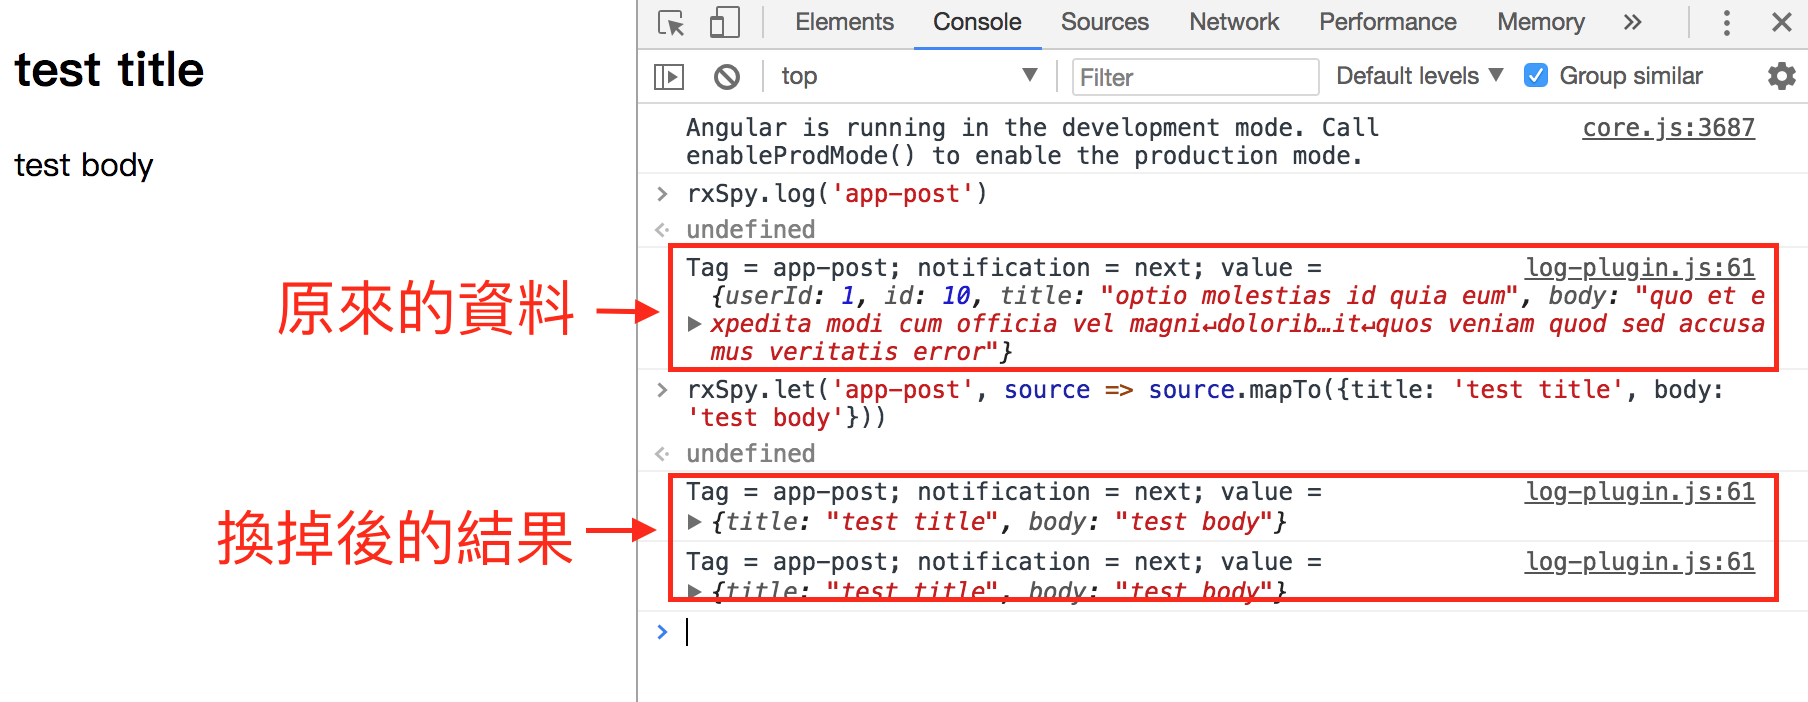 test title
test body
原來的資料
換掉後的結果
Elements Console Sources Network Performance Memory
top Filter Default levels Group similar
Angular is running in the development mode. Call core.js:3687
enableProdMode() to enable the production mode.
rxSpy.log('app-post')
undefined
Tag = app-post; notification = next; value = log-plugin.js:61
{userId: 1, id: 10, title: "optio molestias id quia eum", body: "quo et e
xpedita modi cum officia vel magni↵dolorib…it↵quos veniam quod sed accusa
mus veritatis error"}
rxSpy.let('app-post', source => source.mapTo({title: 'test title', body:
'test body'}))
undefined
Tag = app-post; notification = next; value = log-plugin.js:61
{title: "test title", body: "test body"}
Tag = app-post; notification = next; value = log-plugin.js:61
{title: "test title", body: "test body"}